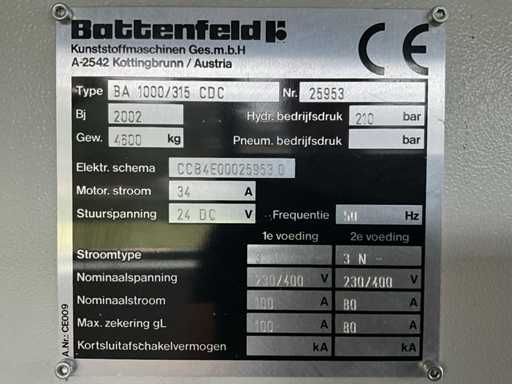 Battenfeld
Kunststoffmaschinen Ges.m.b.H
A-2542 Kottingbrunn / Austria
CE
Type BA 1000/315 CDC Nr. 25953
Bj 2002 Hydr. bedrijfsdruk 210 bar
Gew. 4600 kg Pneum. bedrijfsdruk bar
Elektr. schema CCB4E00025953.0
Motor. stroom 34 A
Stuurspanning 24 DC V Frequentie 50 Hz
1e voeding 2e voeding
Stroomtype 3 N ~
Nominaalspanning 230/400 V 230/400 V
Nominaalstroom 100 A 80 A
Max. zekering gL 100 A 80 A
Kortsluitafschakelvermogen kA kA
A.Nr.: CE009